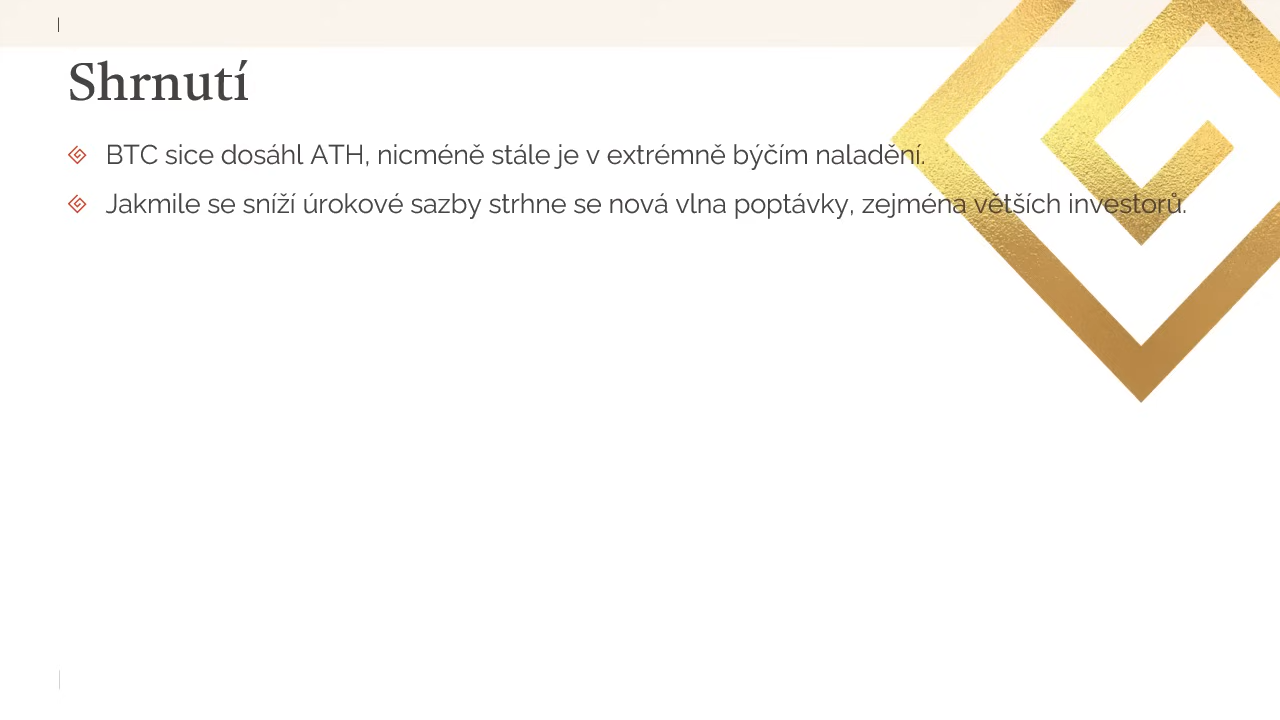 Shrnutí
BTC sice dosáhl ATH, nicméně stále je v extrémně býčím naladění.
Jakmile se sníží úrokové sazby strhne se nová vlna poptávky, zejména větších investorů.